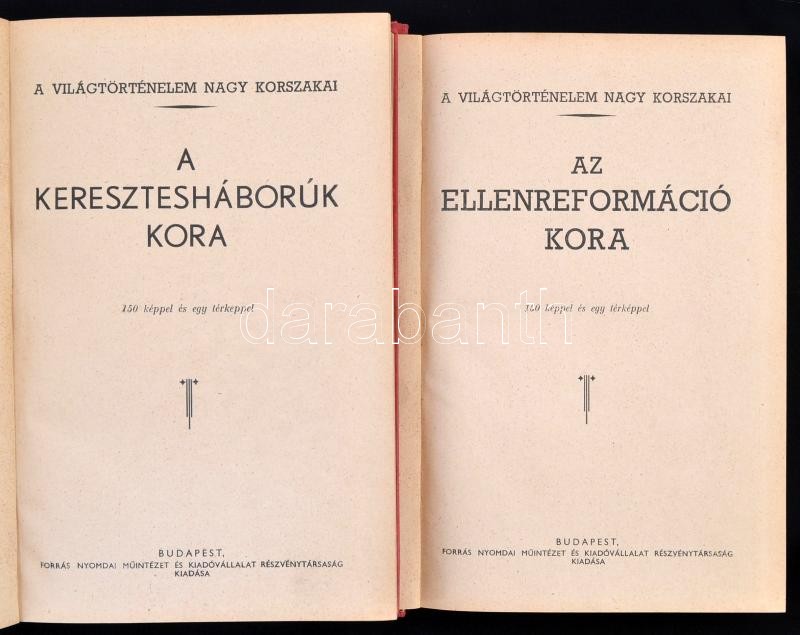 A VILÁGTÖRTÉNELEM NAGY KORSZAKAI
A
KERESZTESHÁBORÚK
KORA
150 képpel és egy térképpel
BUDAPEST,
FORRÁS NYOMDAI MŰINTÉZET ÉS KIADÓVÁLLALAT RÉSZVÉNYTÁRSASÁG
KIADÁSA
A VILÁGTÖRTÉNELEM NAGY KORSZAKAI
AZ
ELLENREFORMÁCIÓ
KORA
150 képpel és egy térképpel
BUDAPEST,
FORRÁS NYOMDAI MŰINTÉZET ÉS KIADÓVÁLLALAT RÉSZVÉNYTÁRSASÁG
KIADÁSA
darabanth